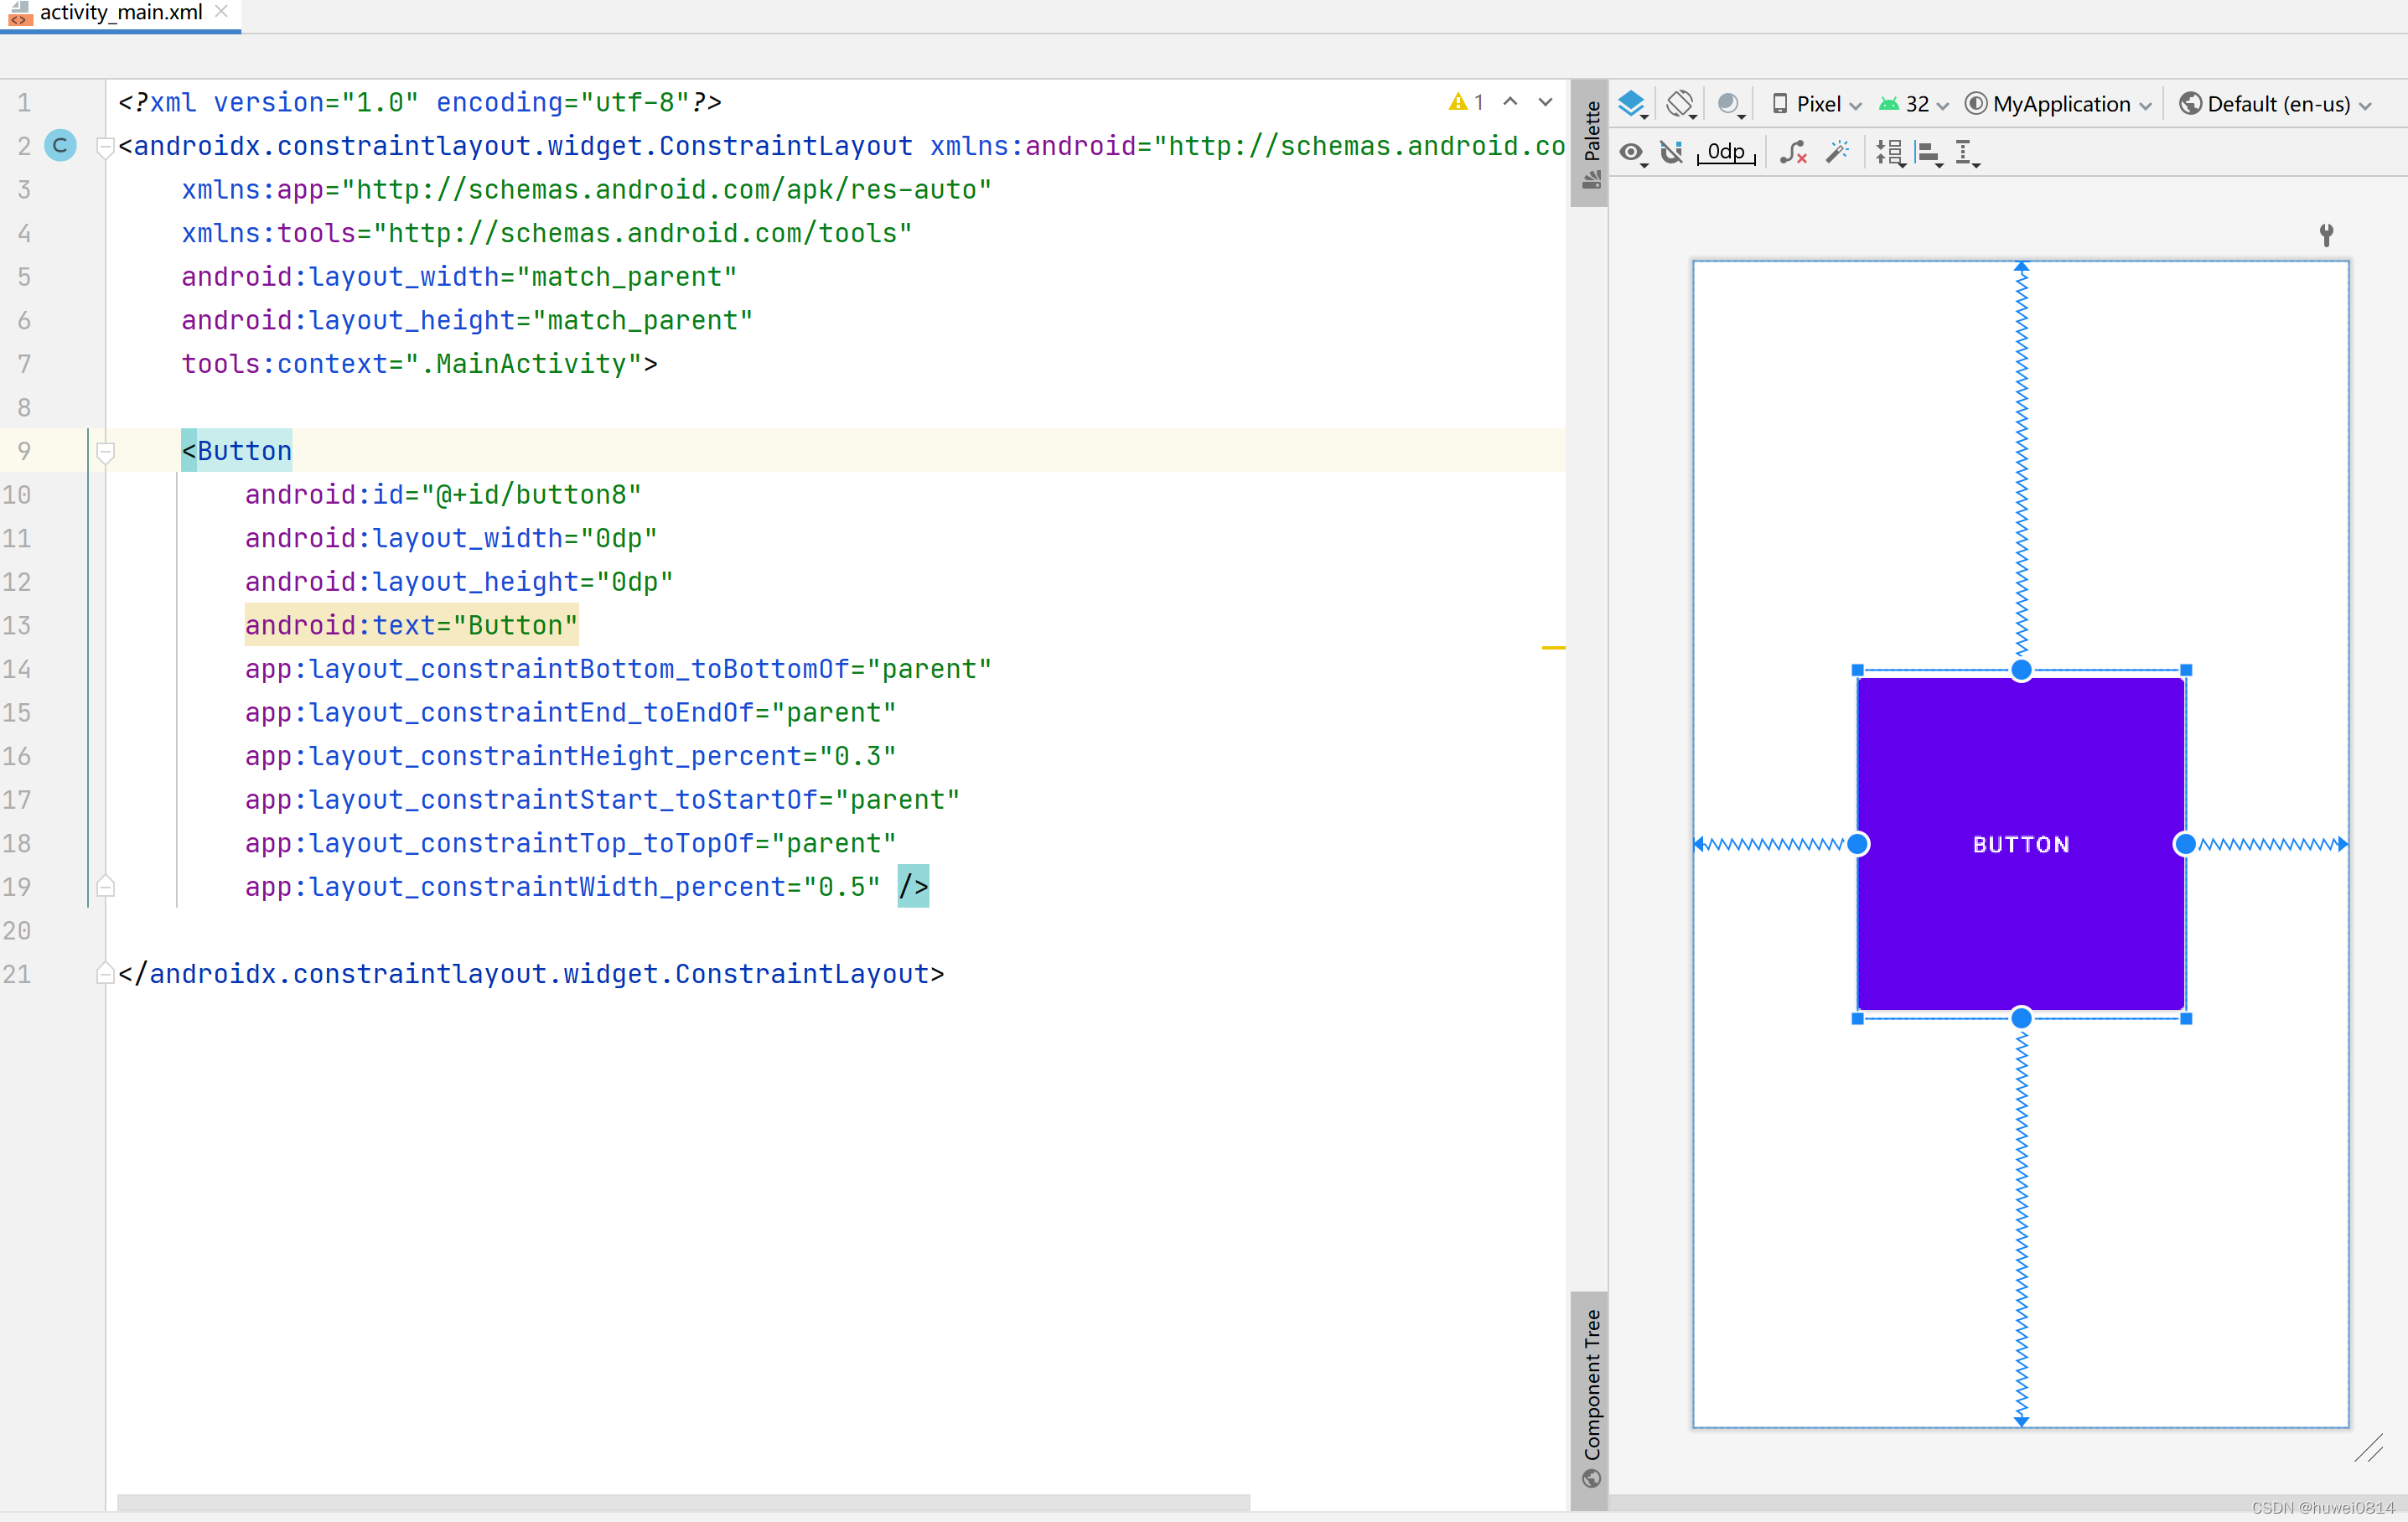 activity_main.xml
1 <?xml version="1.0" encoding="utf-8"?>
1
2 C <androidx.constraintlayout.widget.ConstraintLayout xmlns:android="http://schemas.android.co
3 xmlns:app="http://schemas.android.com/apk/res-auto"
4 xmlns:tools="http://schemas.android.com/tools"
5 android:layout_width="match_parent"
6 android:layout_height="match_parent"
7 tools:context=".MainActivity">
8
9 <Button
10 android:id="@+id/button8"
11 android:layout_width="0dp"
12 android:layout_height="0dp"
13 android:text="Button"
14 app:layout_constraintBottom_toBottomOf="parent"
15 app:layout_constraintEnd_toEndOf="parent"
16 app:layout_constraintHeight_percent="0.3"
17 app:layout_constraintStart_toStartOf="parent"
18 app:layout_constraintTop_toTopOf="parent"
19 app:layout_constraintWidth_percent="0.5" />
20
21 </androidx.constraintlayout.widget.ConstraintLayout>
Palette
Component Tree
Pixel 32 MyApplication Default (en-us)
0dp
BUTTON
CSDN @huwei0814